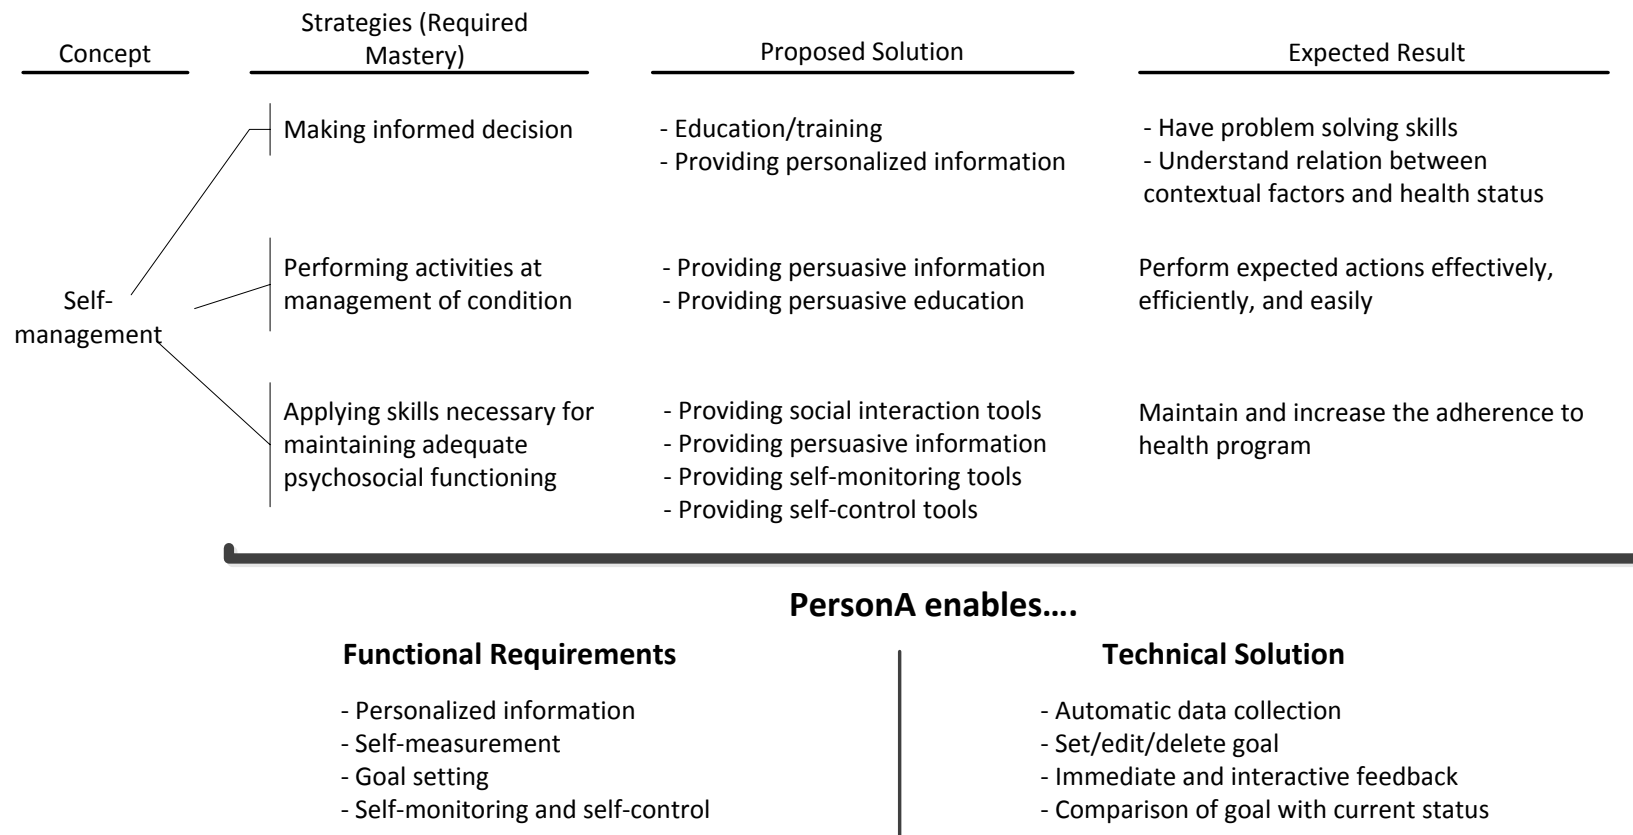 Concept
Strategies (Required
Mastery)
Proposed Solution
Expected Result
Self-
management
Making informed decision
- Education/training
- Providing personalized information
- Have problem solving skills
- Understand relation between
contextual factors and health status
Performing activities at
management of condition
- Providing persuasive information
- Providing persuasive education
Perform expected actions effectively,
efficiently, and easily
Applying skills necessary for
maintaining adequate
psychosocial functioning
- Providing social interaction tools
- Providing persuasive information
- Providing self-monitoring tools
- Providing self-control tools
Maintain and increase the adherence to
health program
PersonA enables....
Functional Requirements
- Personalized information
- Self-measurement
- Goal setting
- Self-monitoring and self-control
Technical Solution
- Automatic data collection
- Set/edit/delete goal
- Immediate and interactive feedback
- Comparison of goal with current status